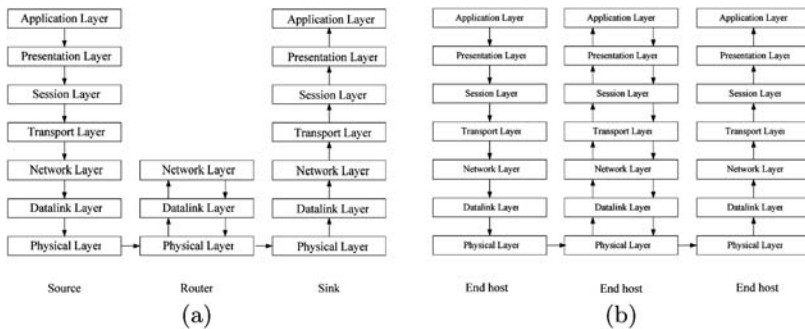 Application Layer Application Layer Application Layer Application Layer Application Layer
Presentation Layer Presentation Layer Presentation Layer Presentation Layer Presentation Layer
Session Layer Session Layer Session Layer Session Layer Session Layer
Transport Layer Transport Layer Transport Layer Transport Layer Transport Layer
Network Layer Network Layer Network Layer Network Layer Network Layer Network Layer
Datalink Layer Datalink Layer Datalink Layer Datalink Layer Datalink Layer Datalink Layer
Physical Layer Physical Layer Physical Layer Physical Layer Physical Layer Physical Layer
Source Router Sink End host End host End host
(a) (b)